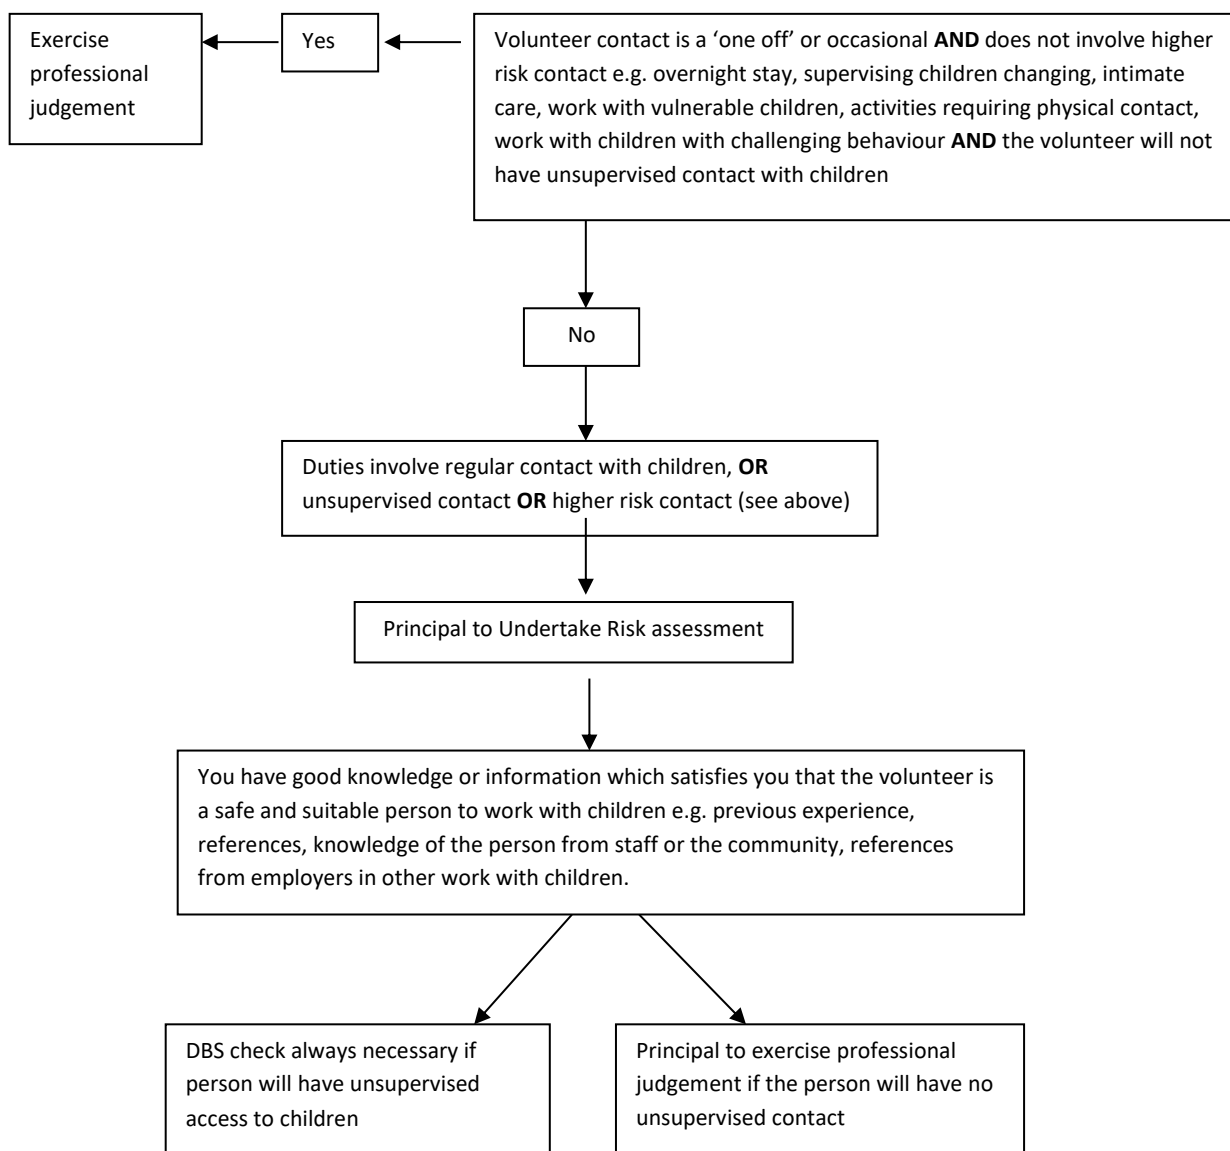 Exercise
professional
judgement
Yes
Volunteer contact is a ‘one off’ or occasional AND does not involve higher
risk contact e.g. overnight stay, supervising children changing, intimate
care, work with vulnerable children, activities requiring physical contact,
work with children with challenging behaviour AND the volunteer will not
have unsupervised contact with children
No
Duties involve regular contact with children, OR
unsupervised contact OR higher risk contact (see above)
Principal to Undertake Risk assessment
You have good knowledge or information which satisfies you that the volunteer is
a safe and suitable person to work with children e.g. previous experience,
references, knowledge of the person from staff or the community, references
from employers in other work with children.
DBS check always necessary if
person will have unsupervised
access to children
Principal to exercise professional
judgement if the person will have no
unsupervised contact